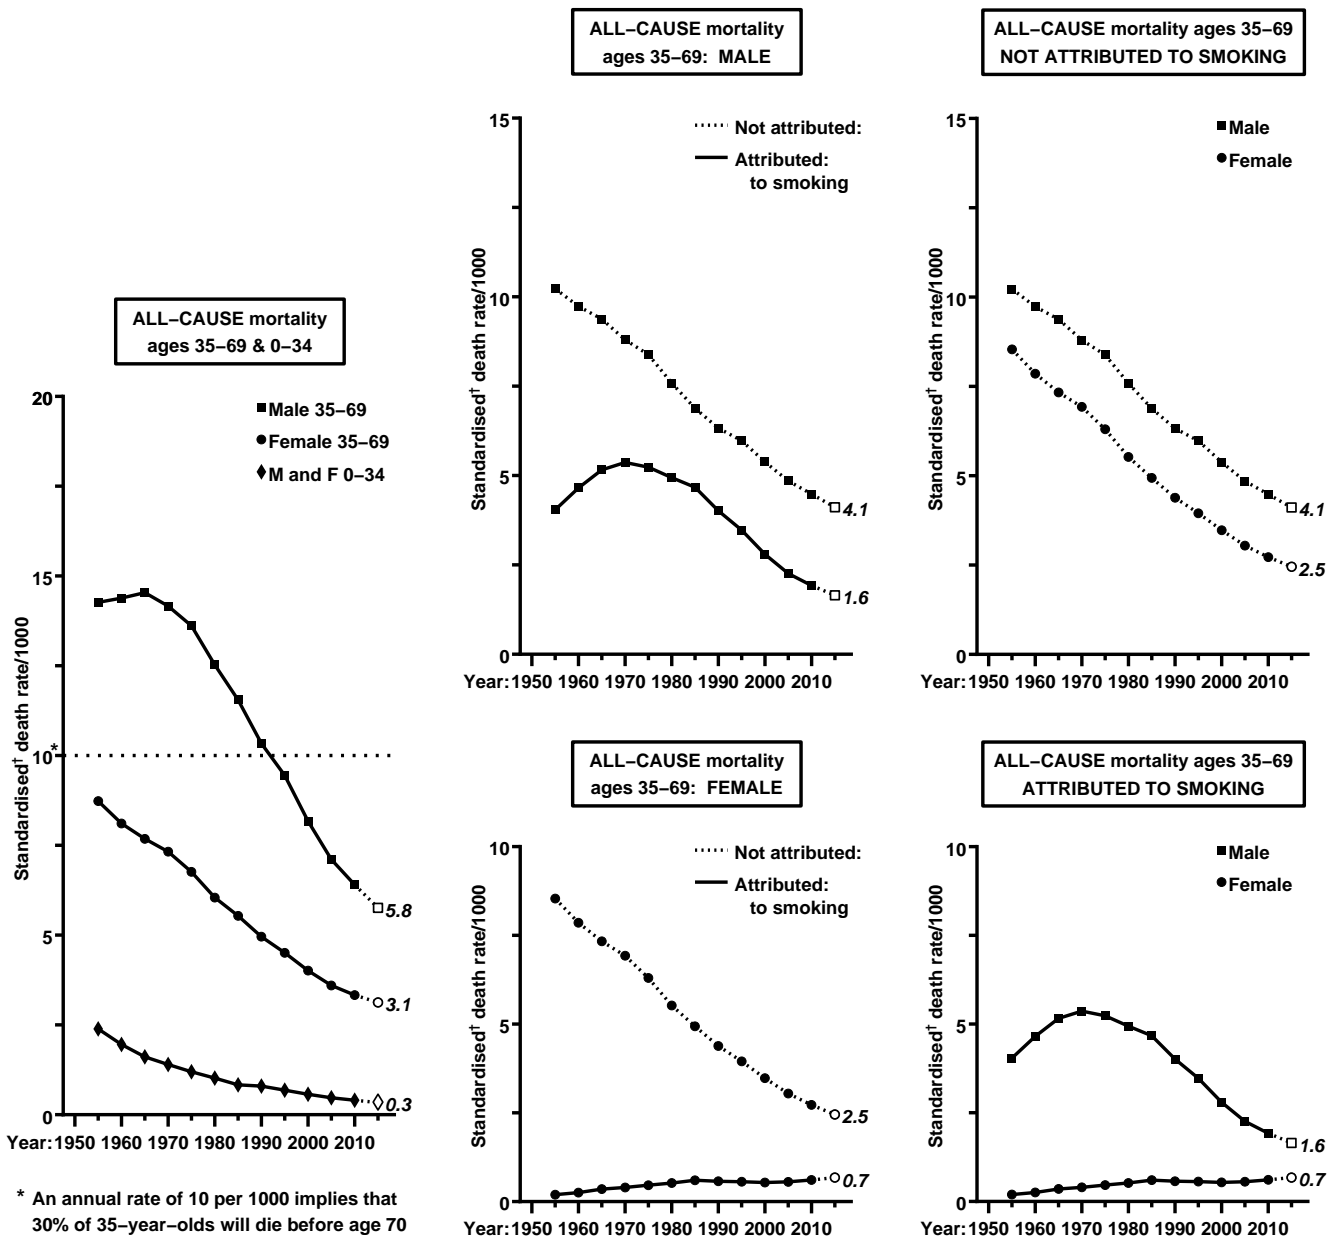 ALL−CAUSE mortality
ages 35−69 & 0−34
Standardised† death rate/1000
20
15
10
5
0
*
Male 35−69
Female 35−69
M and F 0−34
5.8
3.1
0.3
Year: 1950 1960 1970 1980 1990 2000 2010
* An annual rate of 10 per 1000 implies that
30% of 35−year−olds will die before age 70
ALL−CAUSE mortality
ages 35−69: MALE
Standardised† death rate/1000
15
10
5
0
Not attributed:
Attributed:
to smoking
4.1
1.6
Year: 1950 1960 1970 1980 1990 2000 2010
ALL−CAUSE mortality ages 35−69
NOT ATTRIBUTED TO SMOKING
Standardised† death rate/1000
15
10
5
0
Male
Female
4.1
2.5
Year: 1950 1960 1970 1980 1990 2000 2010
ALL−CAUSE mortality
ages 35−69: FEMALE
Standardised† death rate/1000
10
5
0
Not attributed:
Attributed:
to smoking
2.5
0.7
Year: 1950 1960 1970 1980 1990 2000 2010
ALL−CAUSE mortality ages 35−69
ATTRIBUTED TO SMOKING
Standardised† death rate/1000
10
5
0
Male
Female
1.6
0.7
Year: 1950 1960 1970 1980 1990 2000 2010